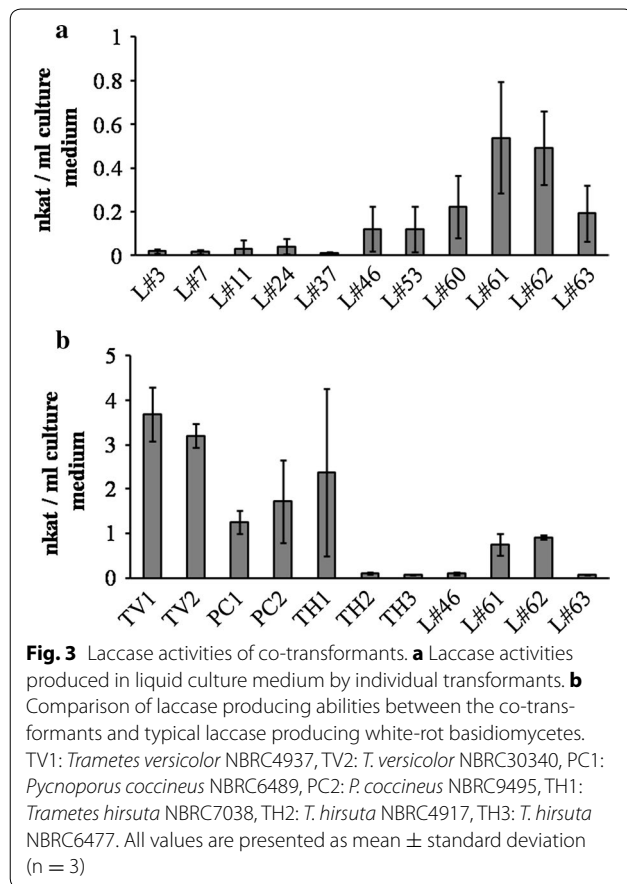 a
nkat / ml culture
medium
1
0.8
0.6
0.4
0.2
0
L#3 L#7 L#11 L#24 L#37 L#46 L#53 L#60 L#61 L#62 L#63
b
nkat / ml culture
medium
5
4
3
2
1
0
TV1 TV2 PC1 PC2 TH1 TH2 TH3 L#46 L#61 L#62 L#63
Fig. 3 Laccase activities of co-transformants. a Laccase activities
produced in liquid culture medium by individual transformants. b
Comparison of laccase producing abilities between the co-trans-
formants and typical laccase producing white-rot basidiomycetes.
TV1: Trametes versicolor NBRC4937, TV2: T. versicolor NBRC30340, PC1:
Pycnoporus coccineus NBRC6489, PC2: P. coccineus NBRC9495, TH1:
Trametes hirsuta NBRC7038, TH2: T. hirsuta NBRC4917, TH3: T. hirsuta
NBRC6477. All values are presented as mean ± standard deviation
(n = 3)